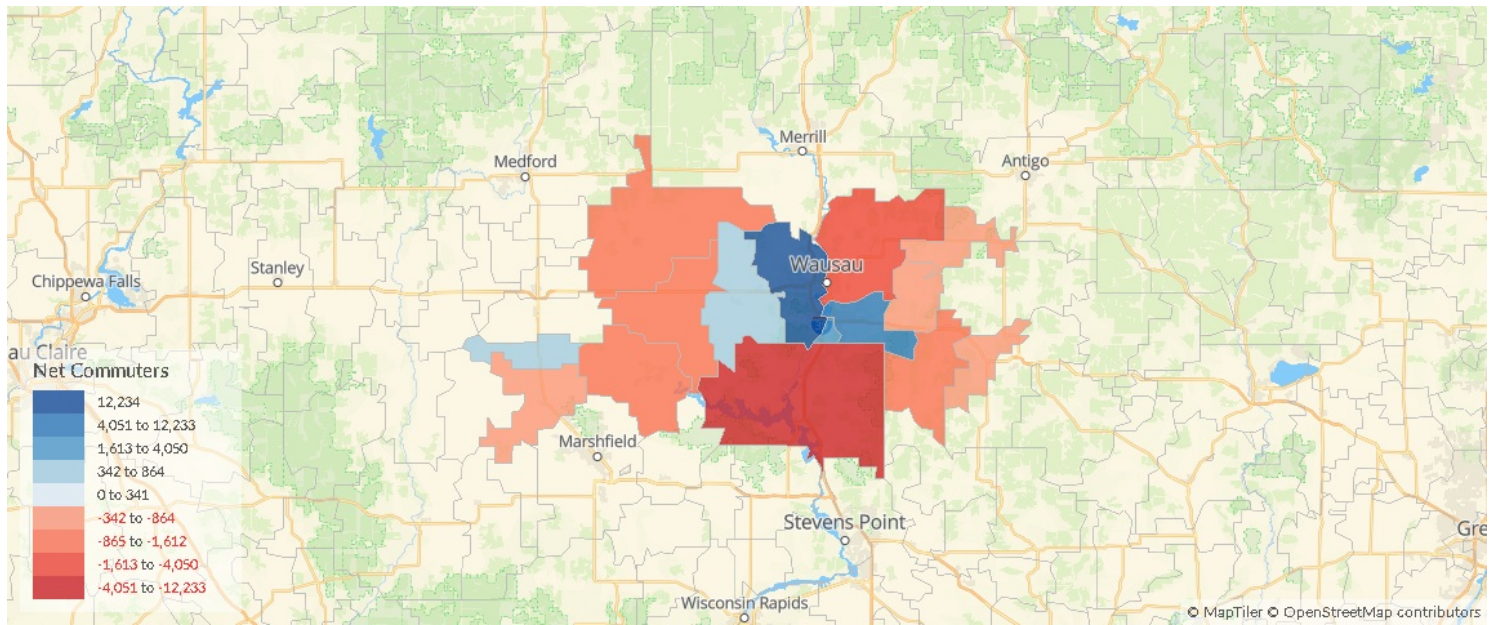 Merrill
Medford
Antigo
Wausau
Stanley
Chippewa Falls
au Claire
Net Commuters
12,234
4,051 to 12,233
1,613 to 4,050
342 to 864
0 to 341
-342 to -864
-865 to -1,612
-1,613 to -4,050
-4,051 to -12,233
Marshfield
Stevens Point
Gre
Wisconsin Rapids
© MapTiler © OpenStreetMap contributors